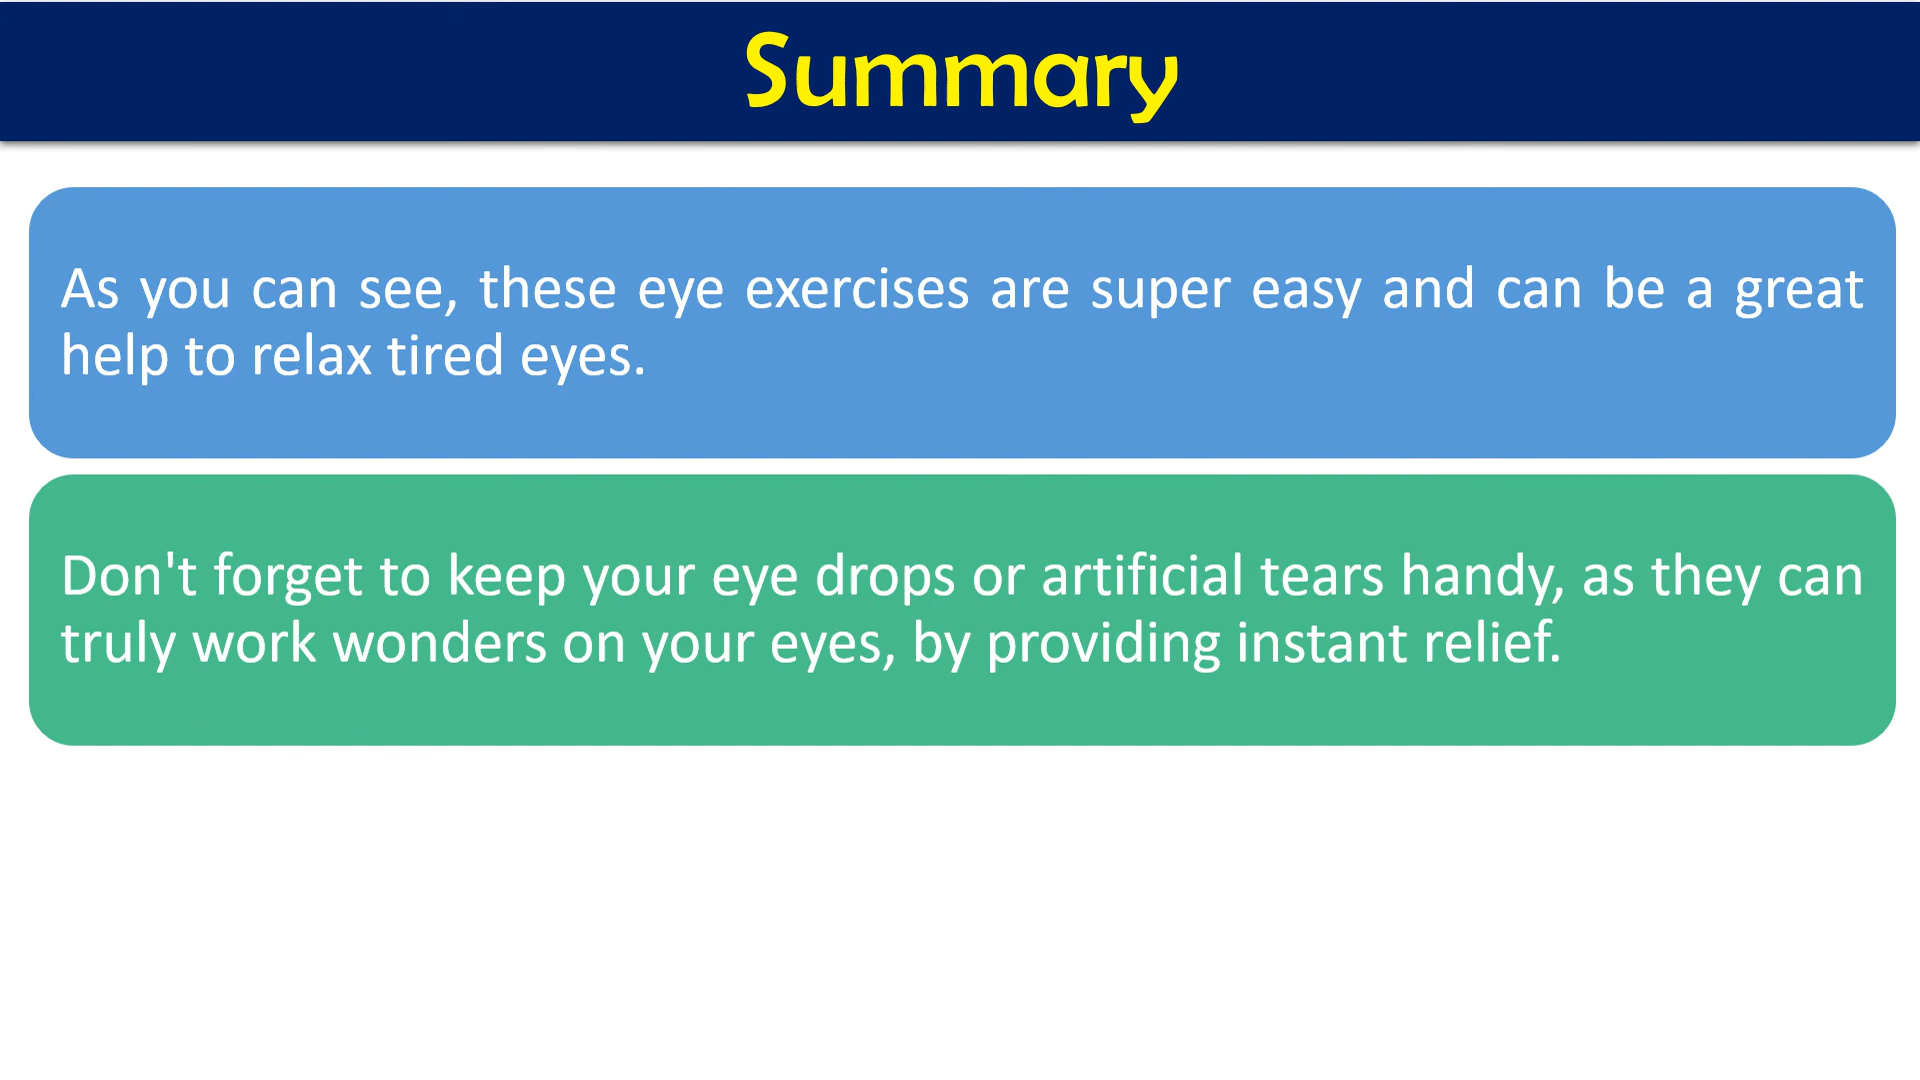 Summary
As you can see, these eye exercises are super easy and can be a great
help to relax tired eyes.
Don't forget to keep your eye drops or artificial tears handy, as they can
truly work wonders on your eyes, by providing instant relief.